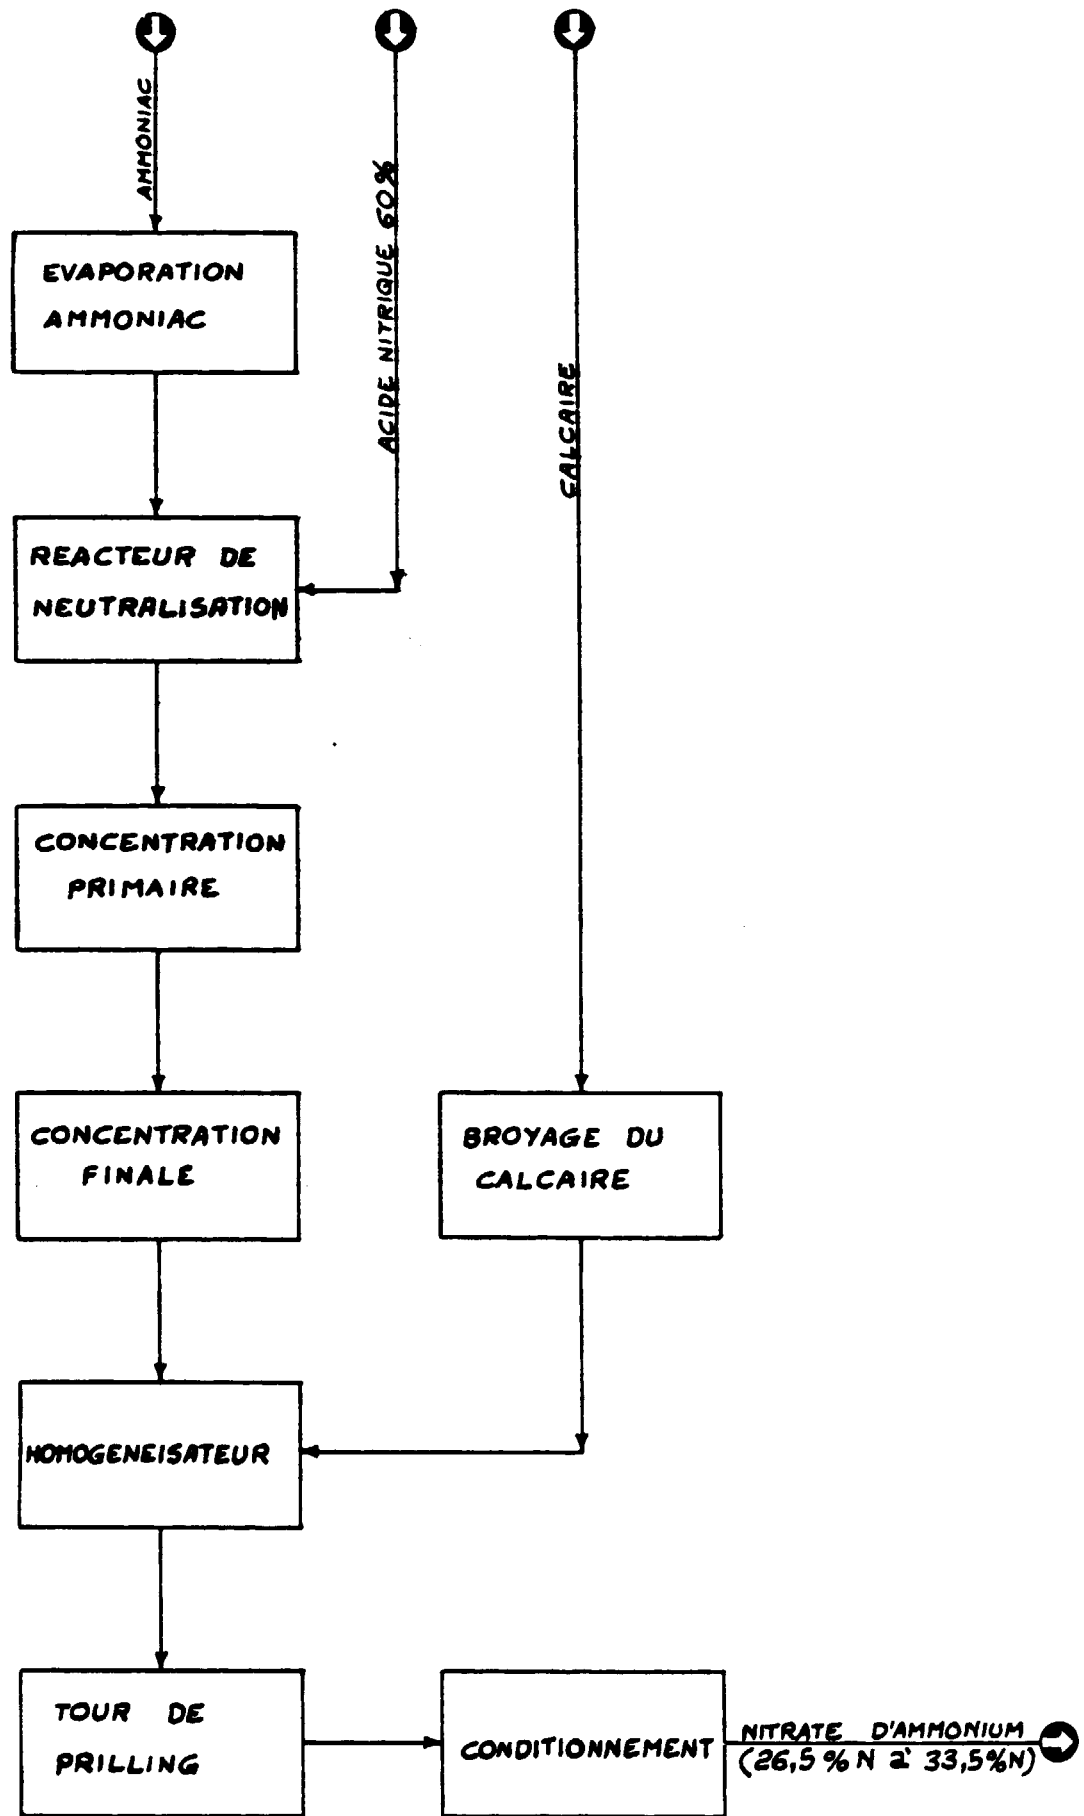 AMMONIAC
ACIDE NITRIQUE 60%
CALCAIRE
EVAPORATION
AMMONIAC
REACTEUR DE
NEUTRALISATION
CONCENTRATION
PRIMAIRE
CONCENTRATION
FINALE
BROYAGE DU
CALCAIRE
HOMOGENEISATEUR
TOUR DE
PRILLING
CONDITIONNEMENT
NITRATE D'AMMONIUM
(26,5 % N à 33,5%N)